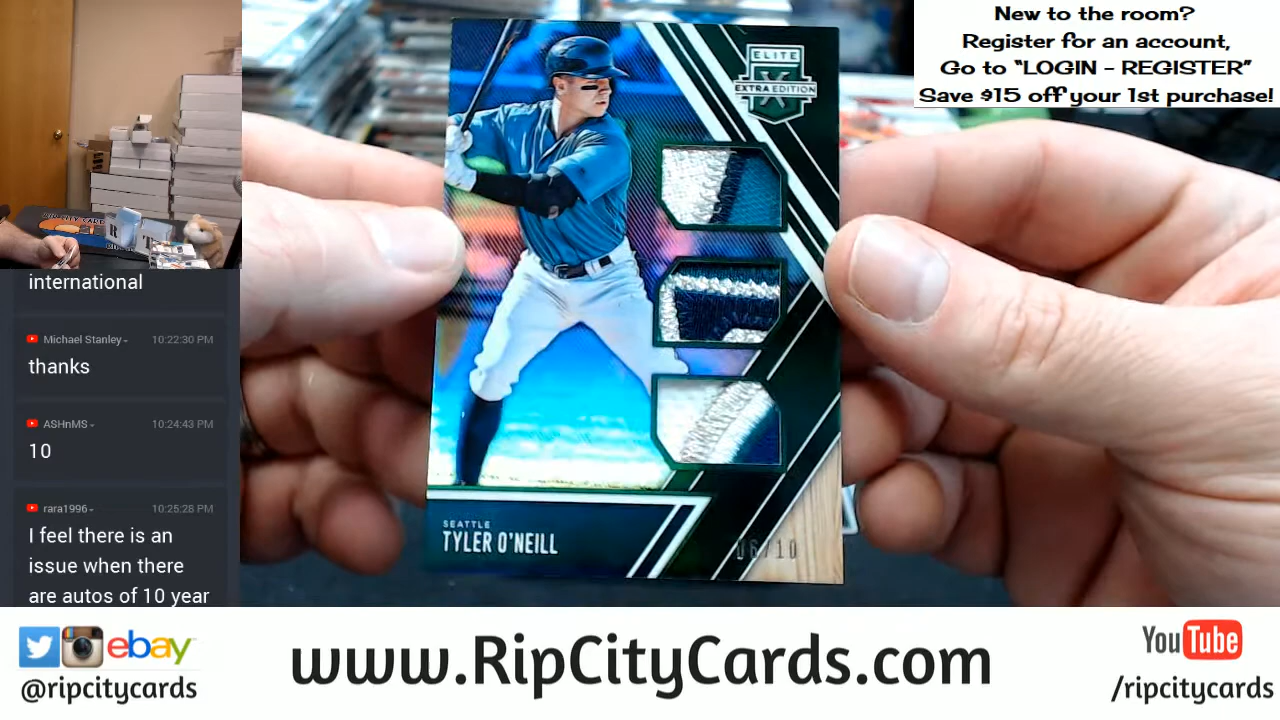 New to the room?
Register for an account,
Go to "LOGIN - REGISTER"
Save $15 off your 1st purchase!
ELITE
EXTRA EDITION
X
international
Michael Stanley
10:22:30 PM
thanks
ASHnMS
10:24:43 PM
10
rara1996
10:25:28 PM
I feel there is an
issue when there
are autos of 10 year
SEATTLE
TYLER O'NEILL
06/10
ebay
@ripcitycards
www.RipCityCards.com
YouTube
/ripcitycards